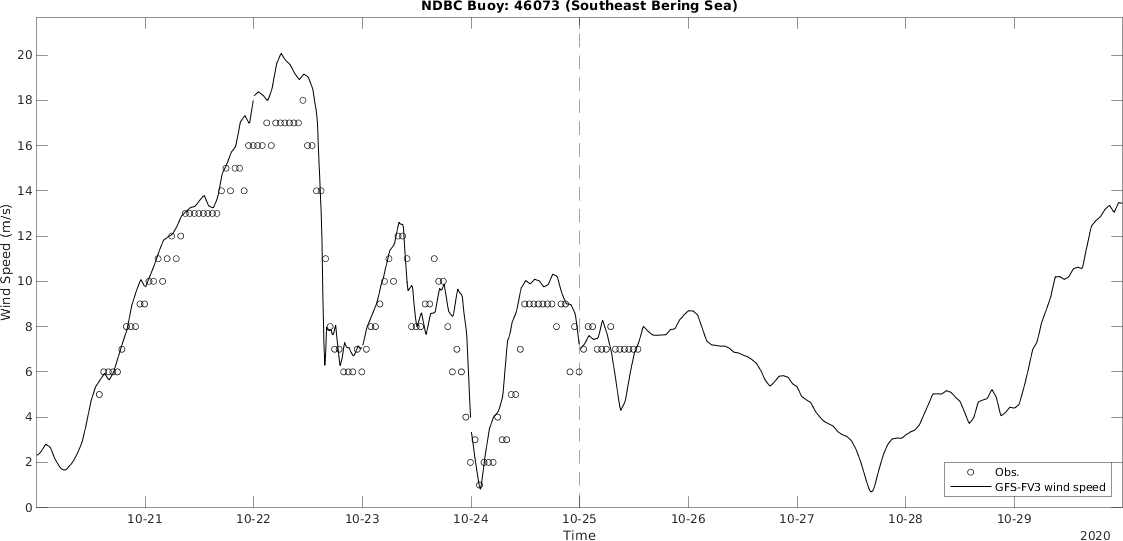 NDBC Buoy: 46073 (Southeast Bering Sea)
Wind Speed (m/s)
20
18
16
14
12
10
8
6
4
2
0
Obs.
GFS-FV3 wind speed
10-21 10-22 10-23 10-24 10-25 10-26 10-27 10-28 10-29
Time
2020